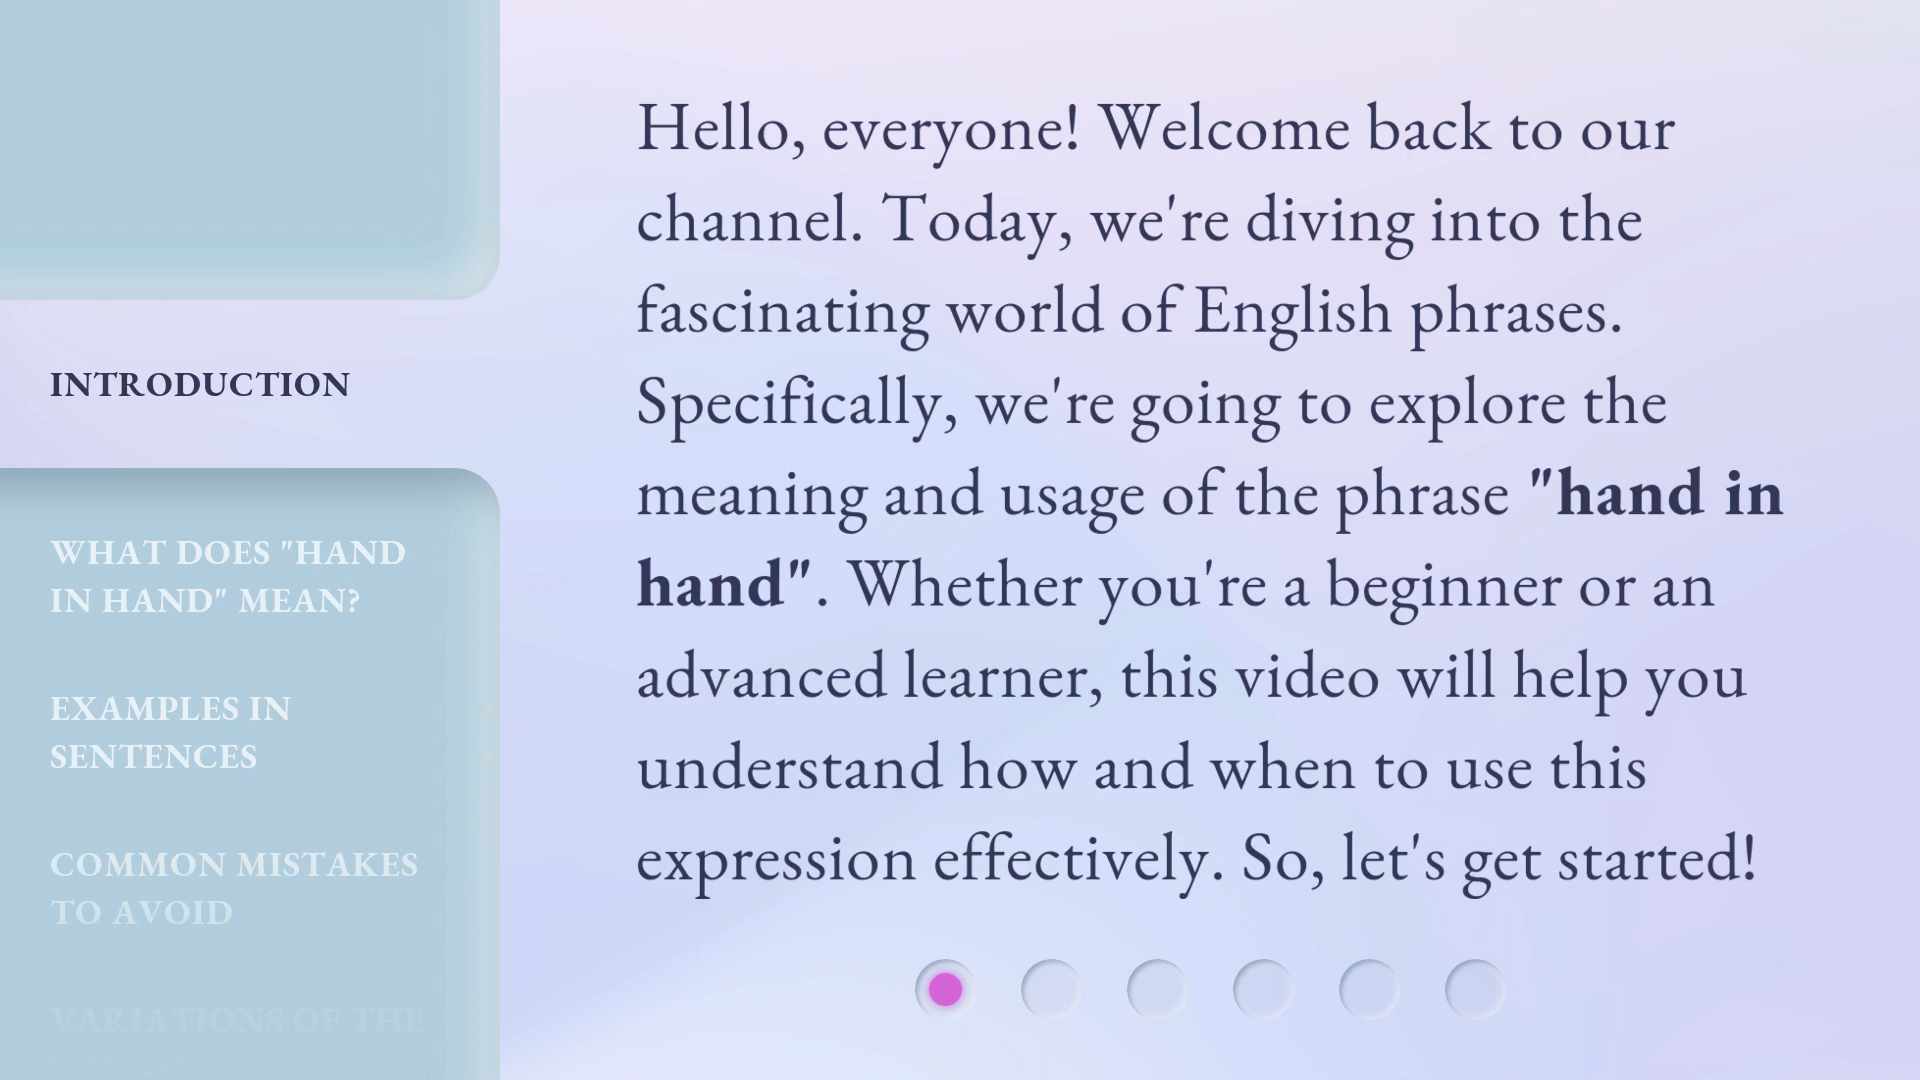 INTRODUCTION
WHAT DOES "HAND
IN HAND" MEAN?
EXAMPLES IN
SENTENCES
COMMON MISTAKES
TO AVOID
VARIATIONS OF THE
Hello, everyone! Welcome back to our
channel. Today, we're diving into the
fascinating world of English phrases.
Specifically, we're going to explore the
meaning and usage of the phrase "hand in
hand". Whether you're a beginner or an
advanced learner, this video will help you
understand how and when to use this
expression effectively. So, let's get started!